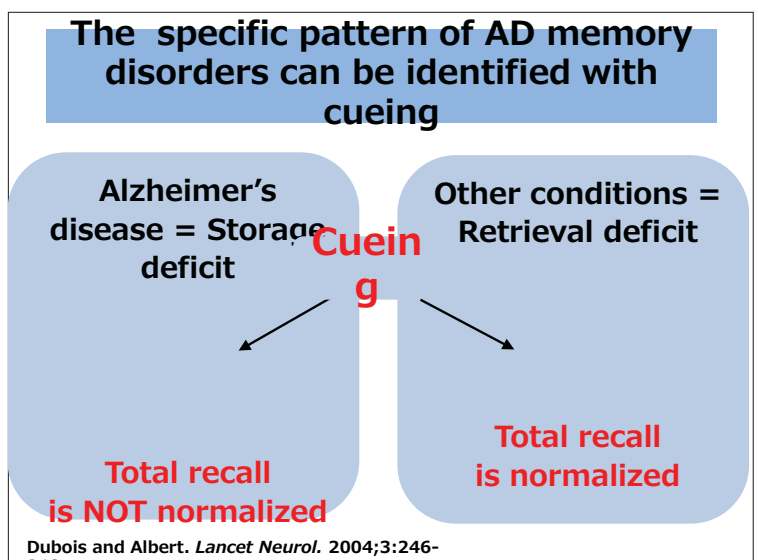 The specific pattern of AD memory
disorders can be identified with
cueing
Alzheimer’s
disease = Storage
deficit
Other conditions =
Retrieval deficit
Cuein
g
Total recall
is NOT normalized
Total recall
is normalized
Dubois and Albert. Lancet Neurol. 2004;3:246-